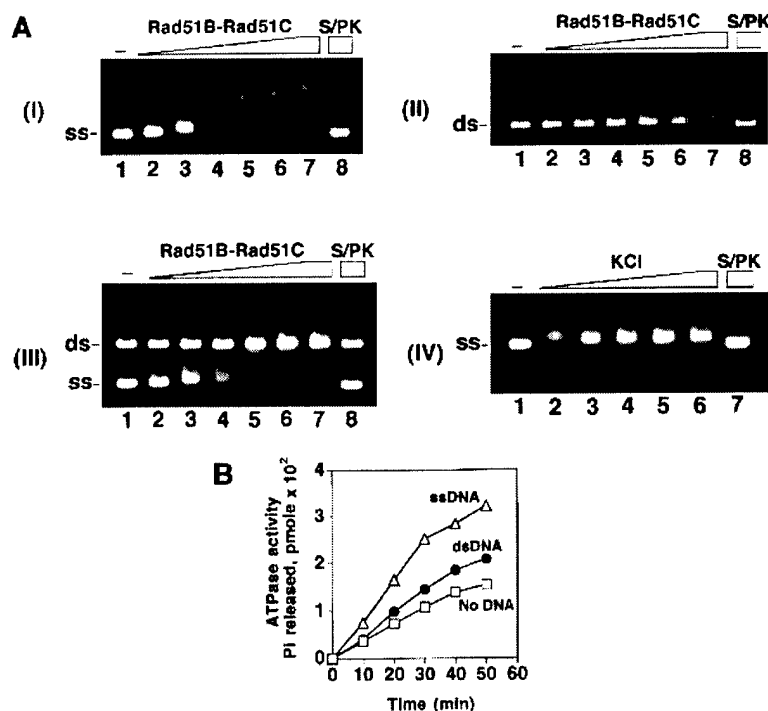 A
Rad51B-Rad51C S/PK
(I)
–
ss-
1 2 3 4 5 6 7 8
Rad51B-Rad51C S/PK
(II)
–
ds-
1 2 3 4 5 6 7 8
Rad51B-Rad51C S/PK
(III)
–
ds-
ss-
1 2 3 4 5 6 7 8
KCl S/PK
(IV)
–
ss-
1 2 3 4 5 6 7
B
ATPase activity
Pi released, pmole x 10²
4
3
2
1
0
ssDNA
dsDNA
No DNA
0 10 20 30 40 50 60
Time (min)